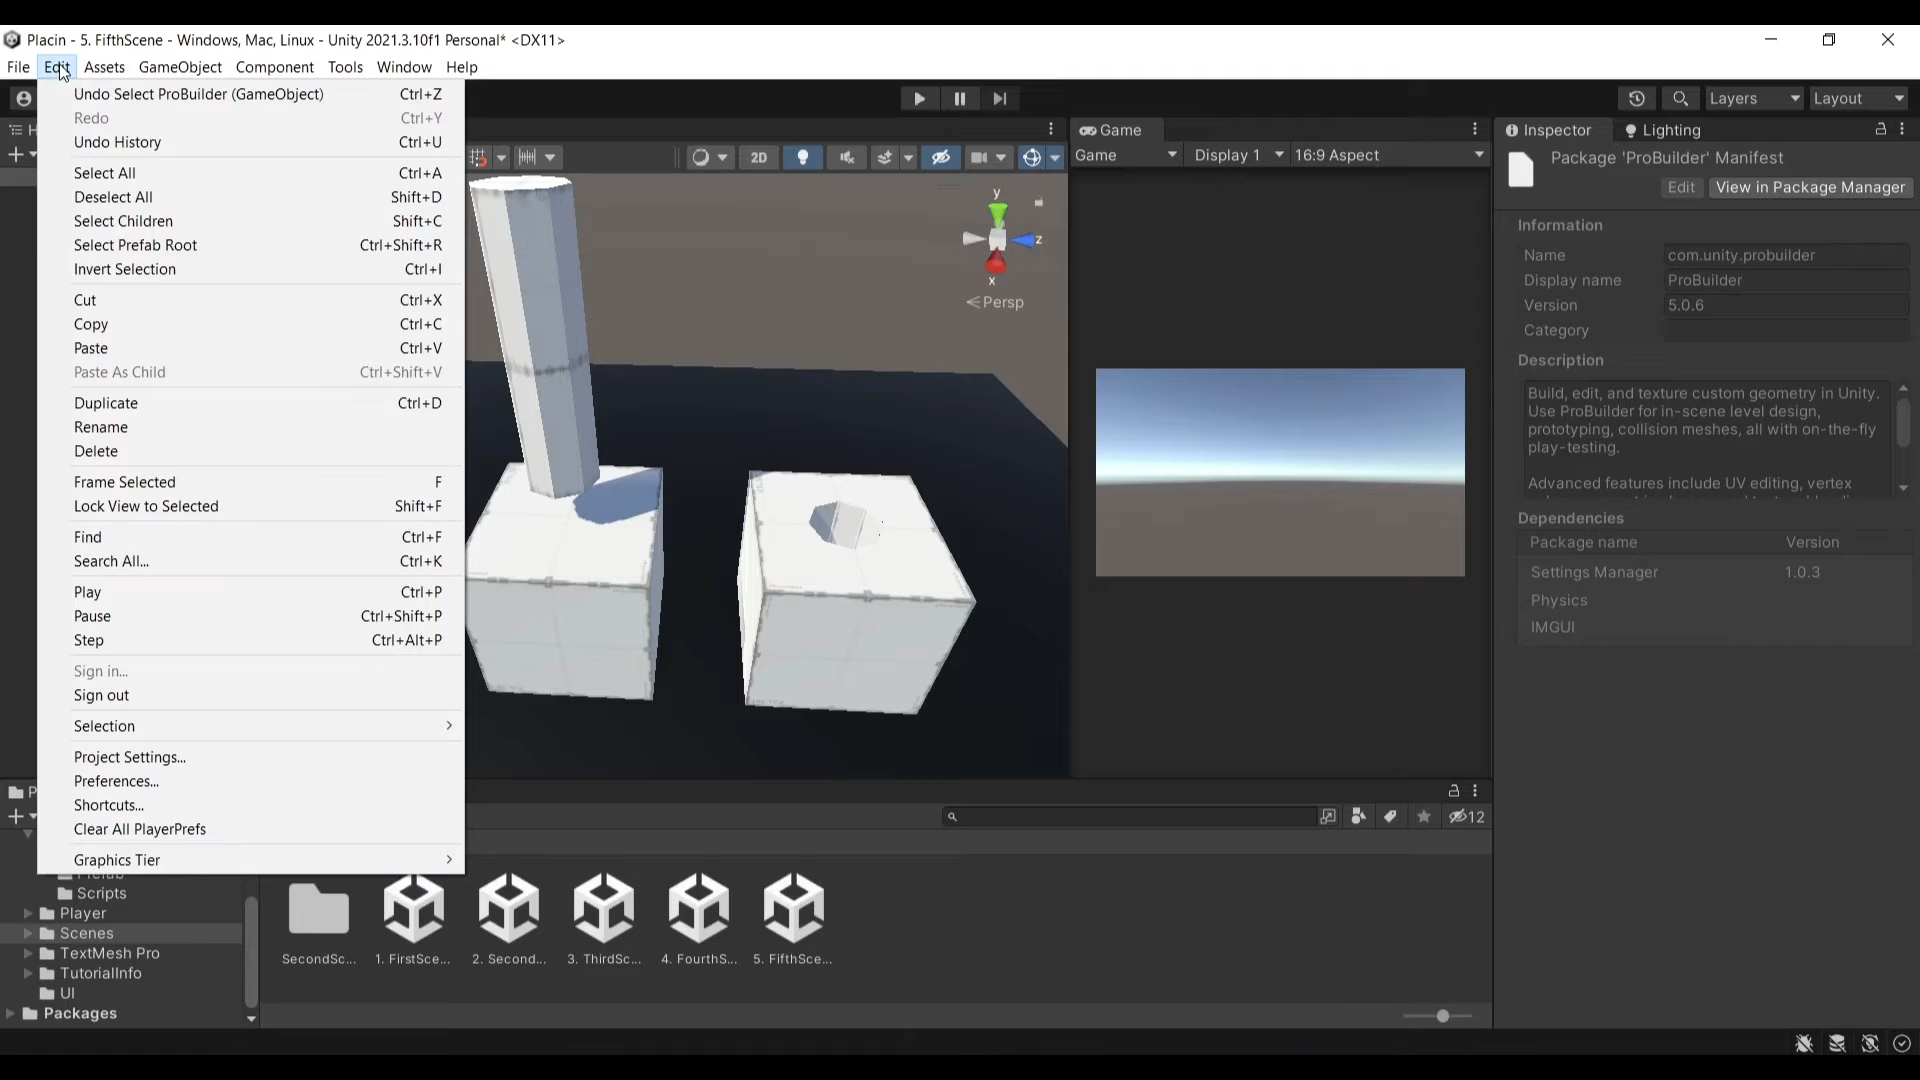 Placin - 5. FifthScene - Windows, Mac, Linux - Unity 2021.3.10f1 Personal* <DX11>
File Edit Assets GameObject Component Tools Window Help
Undo Select ProBuilder (GameObject) Ctrl+Z
Redo Ctrl+Y
Undo History Ctrl+U
Select All Ctrl+A
Deselect All Shift+D
Select Children Shift+C
Select Prefab Root Ctrl+Shift+R
Invert Selection Ctrl+I
Cut Ctrl+X
Copy Ctrl+C
Paste Ctrl+V
Paste As Child Ctrl+Shift+V
Duplicate Ctrl+D
Rename
Delete
Frame Selected F
Lock View to Selected Shift+F
Find Ctrl+F
Search All... Ctrl+K
Play Ctrl+P
Pause Ctrl+Shift+P
Step Ctrl+Alt+P
Sign in...
Sign out
Selection
Project Settings...
Preferences...
Shortcuts...
Clear All PlayerPrefs
Graphics Tier
Layers Layout
2D
y
z
x
Persp
Game
Game Display 1 16:9 Aspect
Inspector Lighting
Package 'ProBuilder' Manifest
Edit View in Package Manager
Information
Name com.unity.probuilder
Display name ProBuilder
Version 5.0.6
Category
Description
Build, edit, and texture custom geometry in Unity.
Use ProBuilder for in-scene level design,
prototyping, collision meshes, all with on-the-fly
play-testing.
Advanced features include UV editing, vertex
Dependencies
Package name Version
Settings Manager 1.0.3
Physics
IMGUI
12
Prefab
Scripts
Player
Scenes
TextMesh Pro
TutorialInfo
UI
Packages
SecondSc... 1. FirstSce... 2. Second... 3. ThirdSc... 4. FourthS... 5. FifthSce...